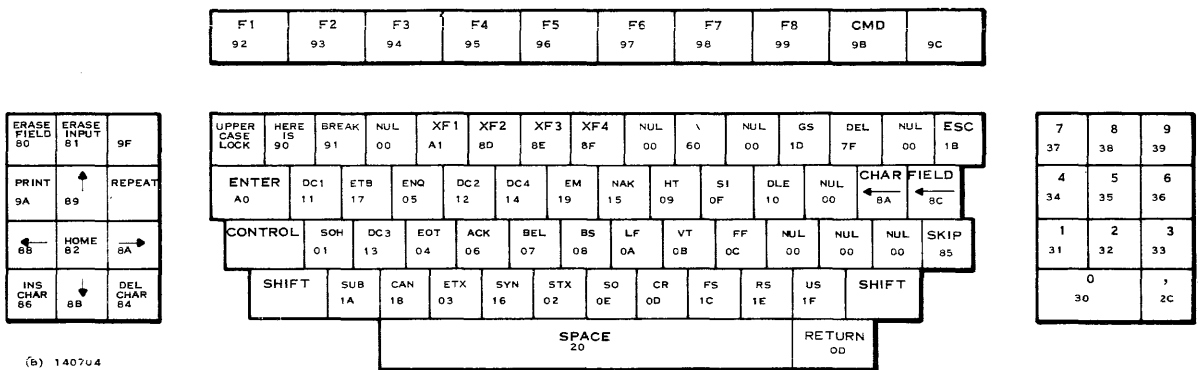 F1 F2 F3 F4 F5 F6 F7 F8 CMD
92 93 94 95 96 97 98 99 9B 9C
ERASE FIELD 80 ERASE INPUT 81 9F
PRINT 9A 89 REPEAT
88 HOME 82 8A
INS CHAR 86 8B DEL CHAR 84
UPPER CASE LOCK HERE IS 90 BREAK 91 NUL 00 XF1 A1 XF2 8D XF3 8E XF4 8F NUL 00 \ 60 NUL 00 GS 1D DEL 7F NUL 00 ESC 1B
ENTER A0 DC1 11 ETB 17 ENQ 05 DC2 12 DC4 14 EM 19 NAK 15 HT 09 SI 0F DLE 10 NUL 00 CHAR 8A FIELD 8C
CONTROL SOH 01 DC3 13 EOT 04 ACK 06 BEL 07 BS 08 LF 0A VT 0B FF 0C NUL 00 NUL 00 NUL 00 SKIP 85
SHIFT SUB 1A CAN 18 ETX 03 SYN 16 STX 02 SO 0E CR 0D FS 1C RS 1E US 1F SHIFT
SPACE 20 RETURN 0D
7 8 9
37 38 39
4 5 6
34 35 36
1 2 3
31 32 33
0 ,
30 2C
(B) 140704